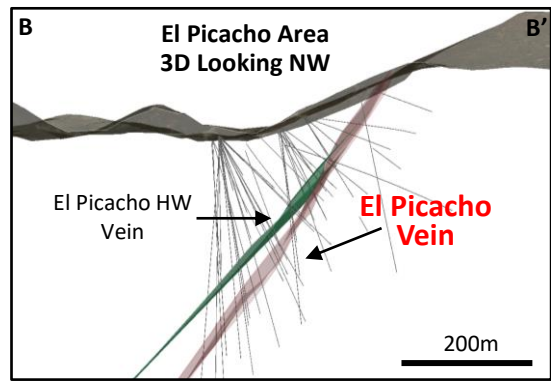 B
B'
El Picacho Area
3D Looking NW
El Picacho HW
Vein
El Picacho
Vein
200m